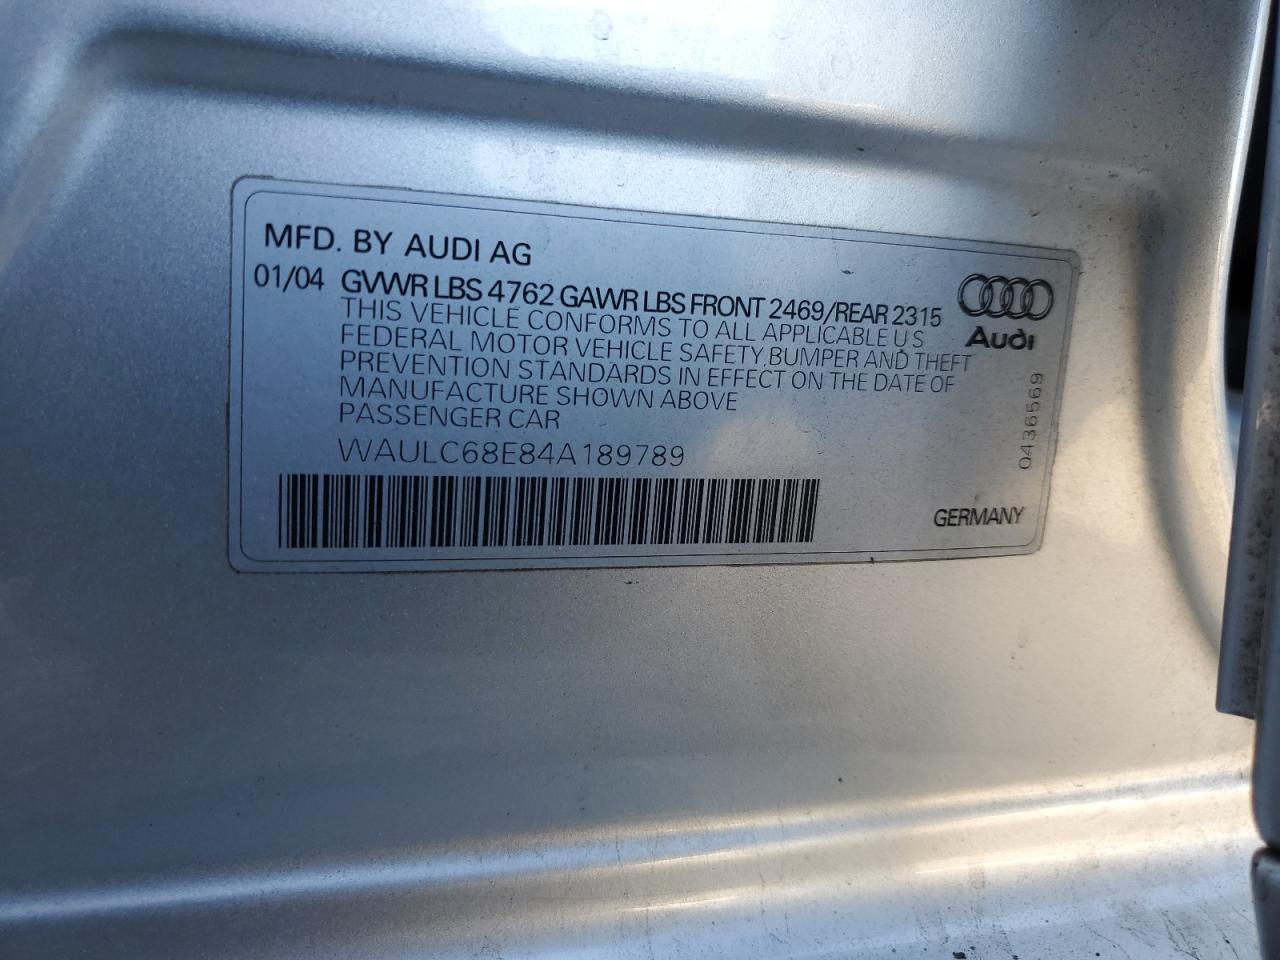 MFD. BY AUDI AG
01/04 GVWR LBS 4762 GAWR LBS FRONT 2469/REAR 2315
THIS VEHICLE CONFORMS TO ALL APPLICABLE U S
FEDERAL MOTOR VEHICLE SAFETY, BUMPER AND THEFT
PREVENTION STANDARDS IN EFFECT ON THE DATE OF
MANUFACTURE SHOWN ABOVE
PASSENGER CAR
WAULC68E84A189789
Audi
0436569
GERMANY